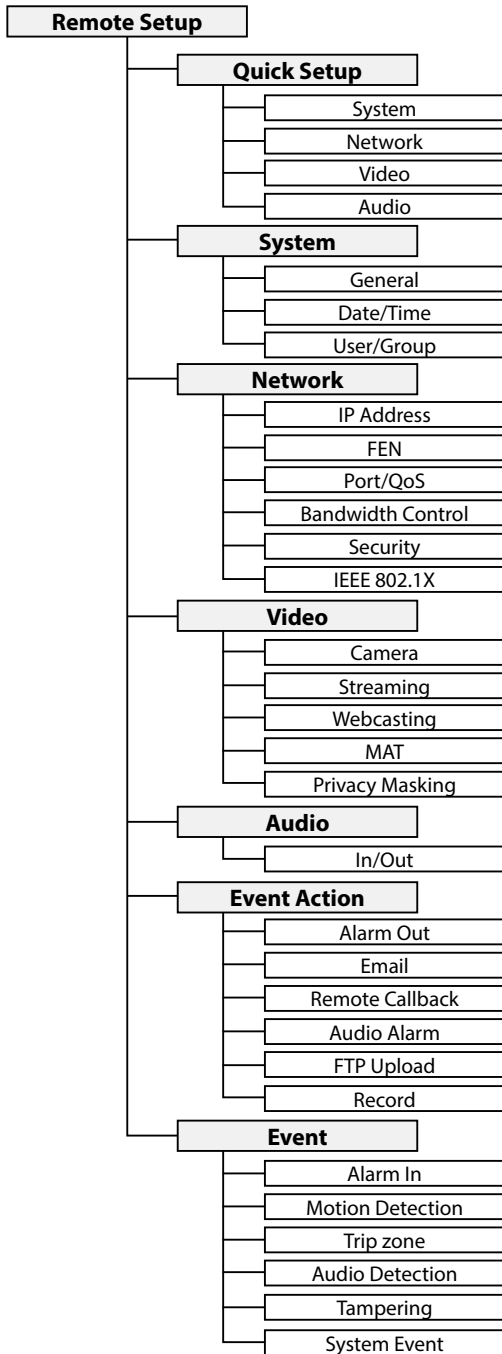 Remote Setup
Quick Setup
System
Network
Video
Audio
System
General
Date/Time
User/Group
Network
IP Address
FEN
Port/QoS
Bandwidth Control
Security
IEEE 802.1X
Video
Camera
Streaming
Webcasting
MAT
Privacy Masking
Audio
In/Out
Event Action
Alarm Out
Email
Remote Callback
Audio Alarm
FTP Upload
Record
Event
Alarm In
Motion Detection
Trip zone
Audio Detection
Tampering
System Event